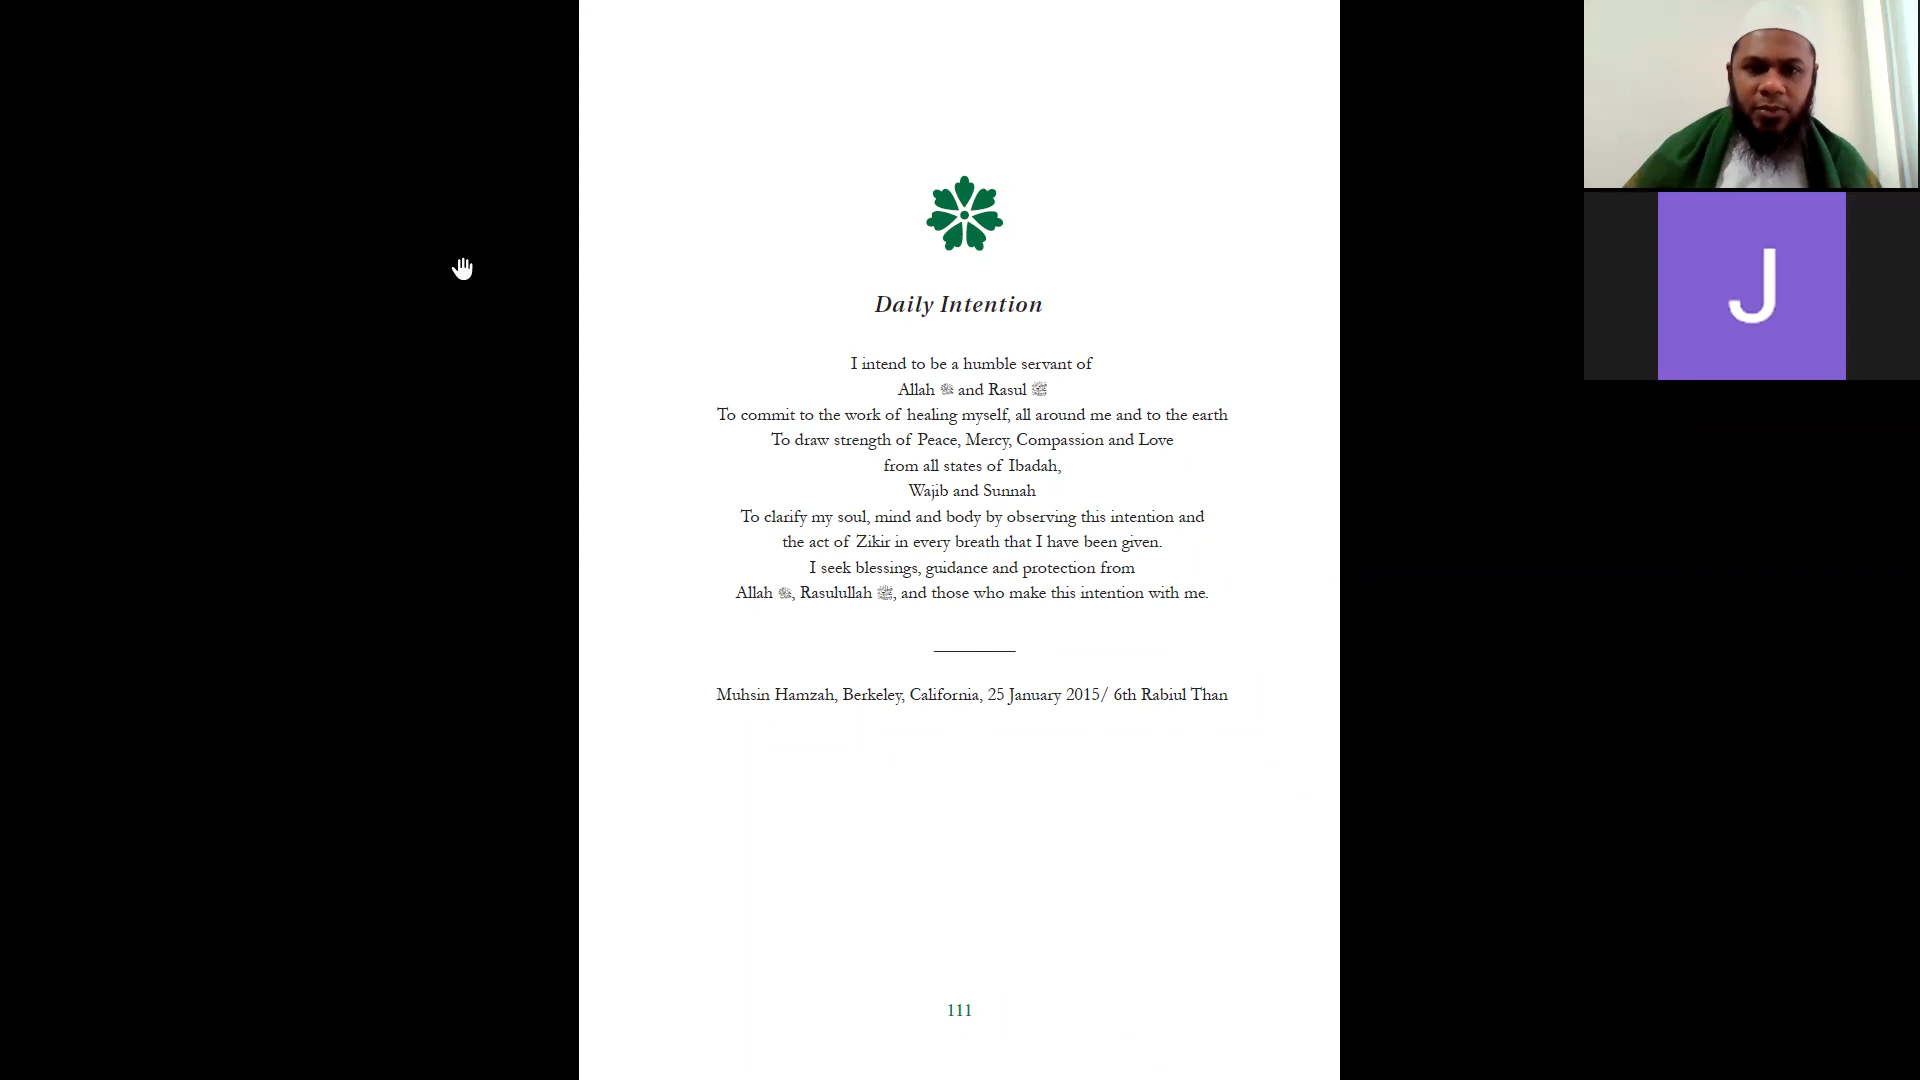 Daily Intention
I intend to be a humble servant of
Allah ﷻ and Rasul ﷺ
To commit to the work of healing myself, all around me and to the earth
To draw strength of Peace, Mercy, Compassion and Love
from all states of Ibadah,
Wajib and Sunnah
To clarify my soul, mind and body by observing this intention and
the act of Zikir in every breath that I have been given.
I seek blessings, guidance and protection from
Allah ﷻ, Rasulullah ﷺ, and those who make this intention with me.
Muhsin Hamzah, Berkeley, California, 25 January 2015/ 6th Rabiul Than
111
J